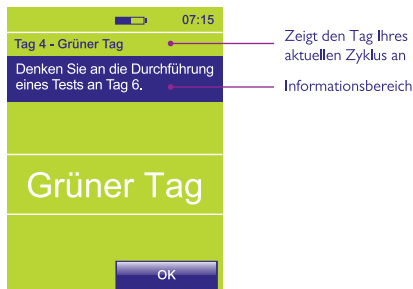 07:15
Tag 4 - Grüner Tag
Zeigt den Tag Ihres
aktuellen Zyklus an
Denken Sie an die Durchführung
eines Tests an Tag 6.
Informationsbereich
Grüner Tag
OK